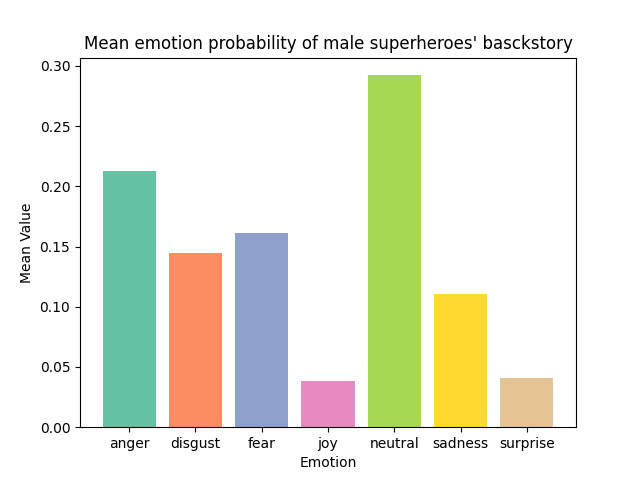 Mean emotion probability of male superheroes' basckstory
0.30
0.25
0.20
0.15
0.10
0.05
0.00
Mean Value
anger disgust fear joy neutral sadness surprise
Emotion